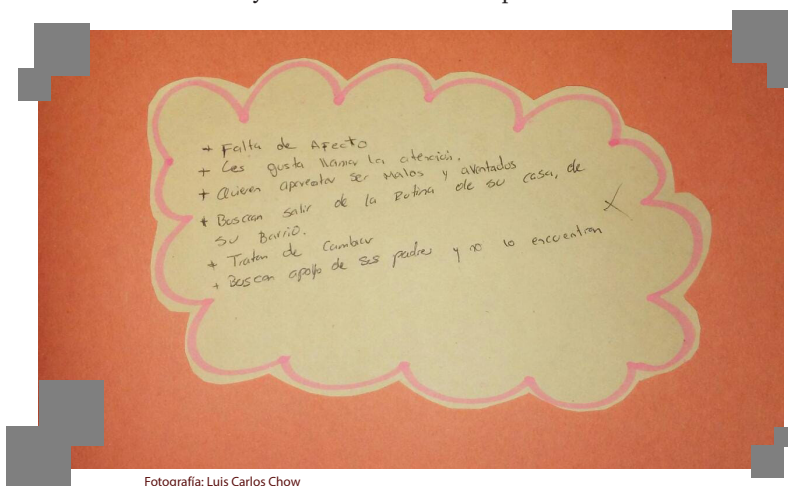 + Falta de Afecto
+ Les gusta llamar la atención.
+ Quieren aparentar ser Malos y aventados
+ Buscan salir de la Rutina de su casa, de
su Barrio.
+ Tratan de Cambiar
+ Buscan apoyo de sus padres y no lo encuentran
Fotografía: Luis Carlos Chow